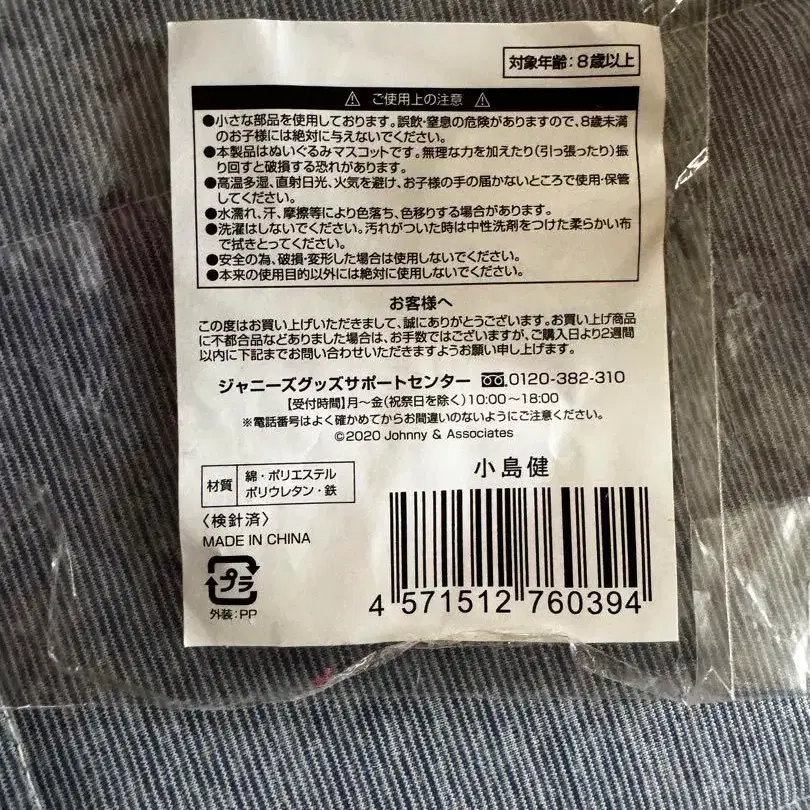 対象年齢:8歳以上
ご使用上の注意
●小さな部品を使用しております。誤飲・窒息の危険がありますので、8歳未満
のお子様には絶対に与えないでください。
●本製品はぬいぐるみマスコットです。無理な力を加えたり(引っ張ったり)振
り回すと破損する恐れがあります。
●高温多湿、直射日光、火気を避け、お子様の手の届かないところで使用・保管
してください。
●水濡れ、汗、摩擦等により色落ち、色移りする場合があります。
●洗濯はしないでください。汚れがついた時は中性洗剤をつけた柔らかい布
で拭きとってください。
●安全の為、破損・変形した場合は使用しないでください。
●本来の使用目的以外には絶対に使用しないでください。
お客様へ
この度はお買い上げいただきまして、誠にありがとうございます。お買い上げ商品
に不都合品などありました場合は、お手数ではございますが、ご購入日より2週間
以内に下記までお問い合わせいただきますようお願い申し上げます。
ジャニーズグッズサポートセンター 0120-382-310
【受付時間】月〜金(祝祭日を除く)10:00〜18:00
※電話番号はよく確かめてからお間違いのないようにご注意ください。
©2020 Johnny & Associates
小島健
材質
綿・ポリエステル
ポリウレタン・鉄
〈検針済〉
MADE IN CHINA
プラ
外装:PP
4 571512 760394